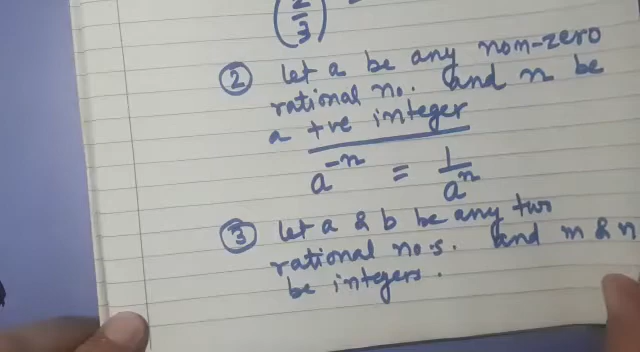 (2/3)
② Let a be any non-zero
rational no. and n be
a +ve integer
a⁻ⁿ = 1/aⁿ
③ Let a & b be any two
rational no.s. and m & n
be integers.